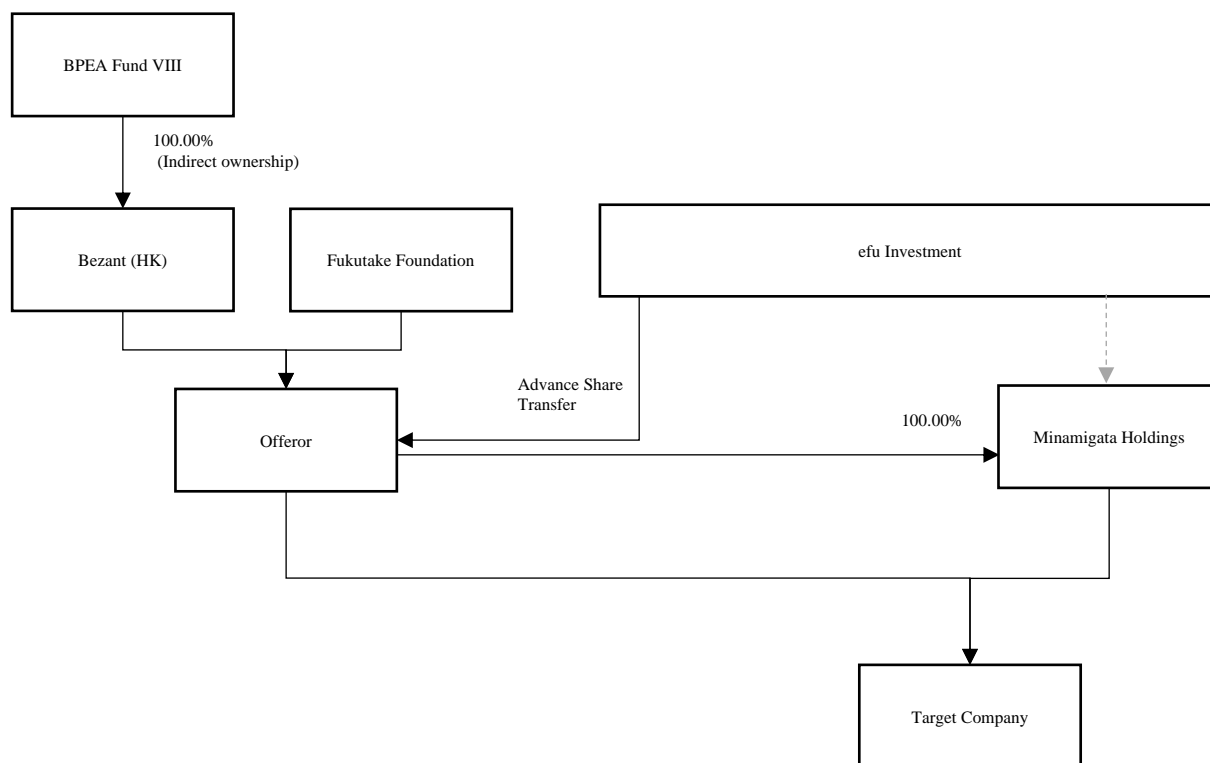 BPEA Fund VIII
100.00%
(Indirect ownership)
Bezant (HK)
Fukutake Foundation
efu Investment
Advance Share
Transfer
100.00%
Offeror
Minamigata Holdings
Target Company